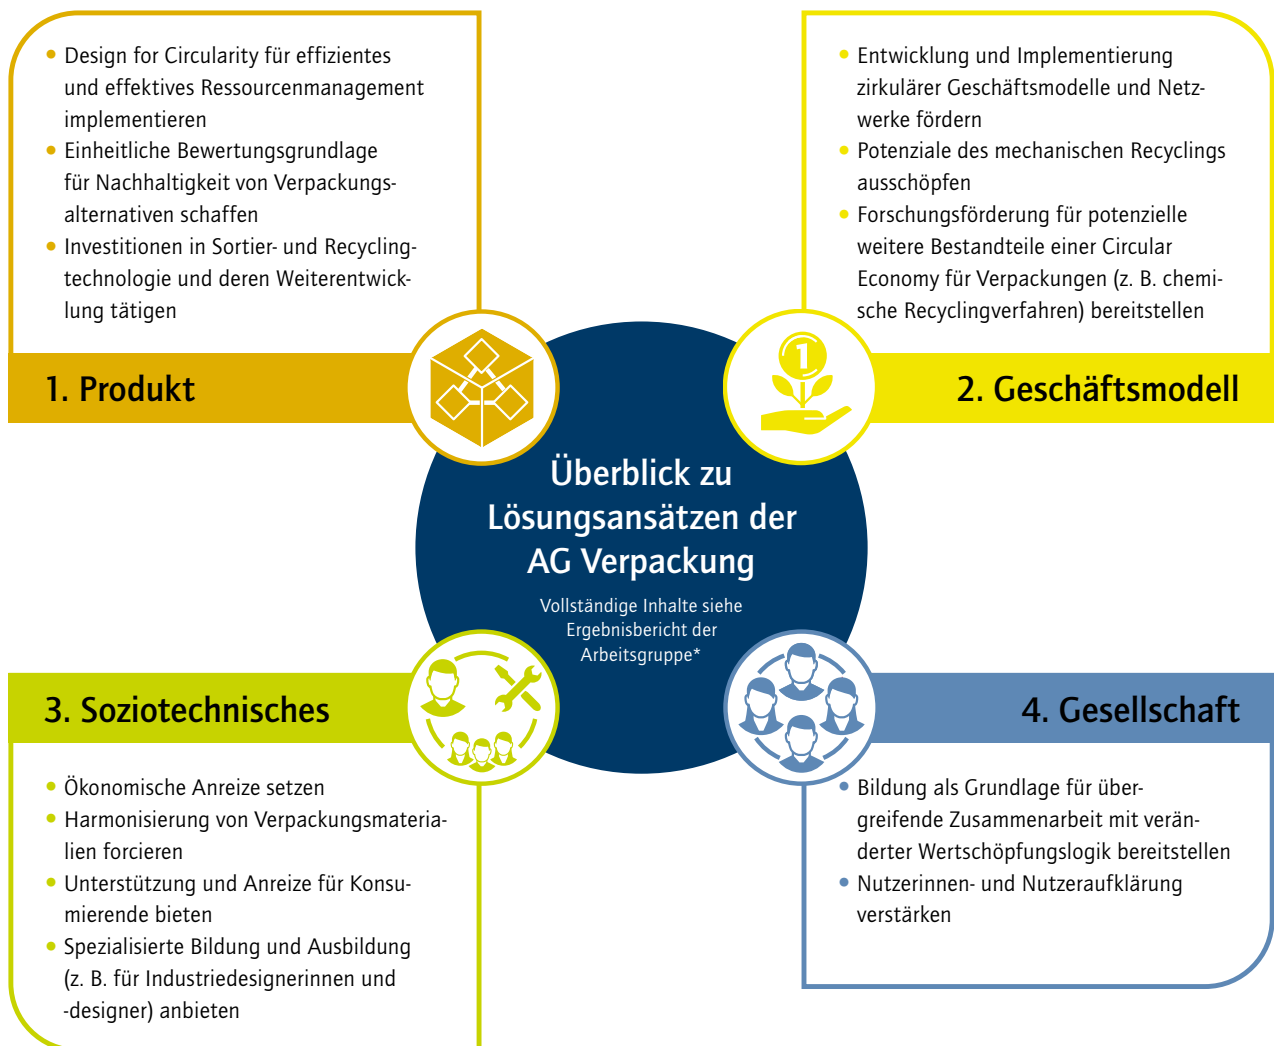 • Design for Circularity für effizientes
und effektives Ressourcenmanagement
implementieren
• Einheitliche Bewertungsgrundlage
für Nachhaltigkeit von Verpackungs-
alternativen schaffen
• Investitionen in Sortier- und Recycling-
technologie und deren Weiterentwick-
lung tätigen
1. Produkt
• Entwicklung und Implementierung
zirkulärer Geschäftsmodelle und Netz-
werke fördern
• Potenziale des mechanischen Recyclings
ausschöpfen
• Forschungsförderung für potenzielle
weitere Bestandteile einer Circular
Economy für Verpackungen (z. B. chemi-
sche Recyclingverfahren) bereitstellen
1
2. Geschäftsmodell
Überblick zu
Lösungsansätzen der
AG Verpackung
Vollständige Inhalte siehe
Ergebnisbericht der
Arbeitsgruppe*
3. Soziotechnisches
• Ökonomische Anreize setzen
• Harmonisierung von Verpackungsmateria-
lien forcieren
• Unterstützung und Anreize für Konsu-
mierende bieten
• Spezialisierte Bildung und Ausbildung
(z. B. für Industriedesignerinnen und
-designer) anbieten
4. Gesellschaft
• Bildung als Grundlage für über-
greifende Zusammenarbeit mit verän-
derter Wertschöpfungslogik bereitstellen
• Nutzerinnen- und Nutzeraufklärung
verstärken